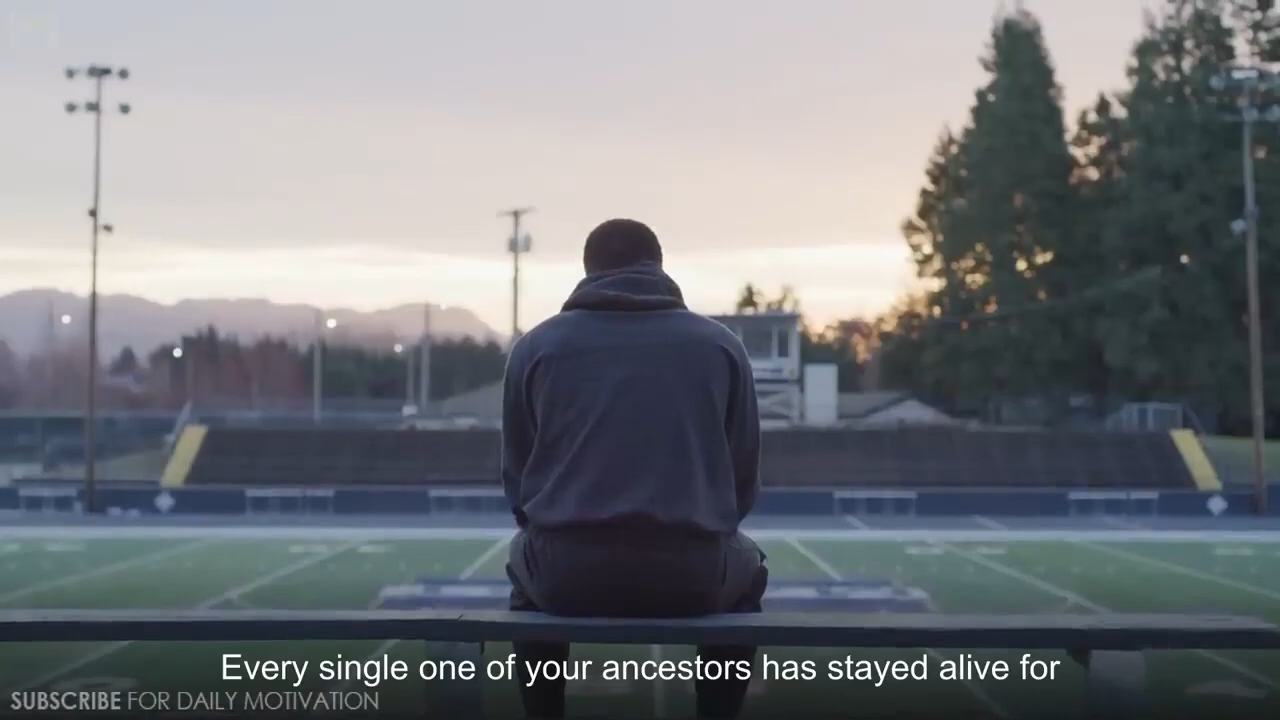 Every single one of your ancestors has stayed alive for
SUBSCRIBE FOR DAILY MOTIVATION